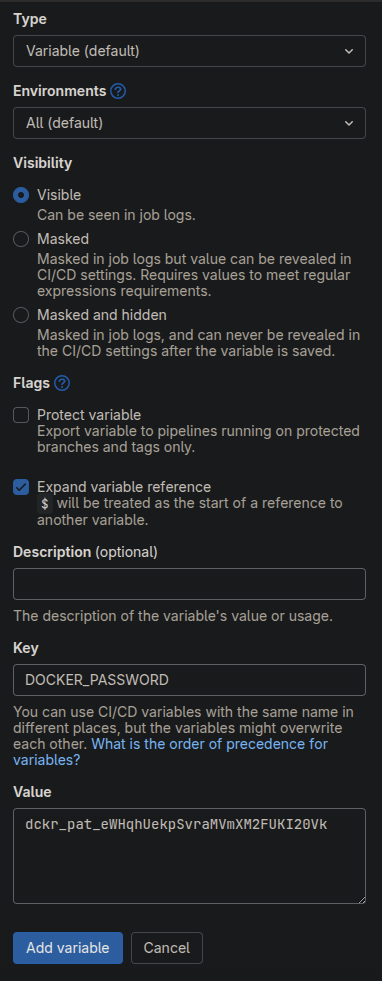 Type
Variable (default)
Environments
All (default)
Visibility
Visible
Can be seen in job logs.
Masked
Masked in job logs but value can be revealed in
CI/CD settings. Requires values to meet regular
expressions requirements.
Masked and hidden
Masked in job logs, and can never be revealed in
the CI/CD settings after the variable is saved.
Flags
Protect variable
Export variable to pipelines running on protected
branches and tags only.
Expand variable reference
$ will be treated as the start of a reference to
another variable.
Description (optional)
The description of the variable's value or usage.
Key
DOCKER_PASSWORD
You can use CI/CD variables with the same name in
different places, but the variables might overwrite
each other. What is the order of precedence for
variables?
Value
dckr_pat_eWHqhUekpSvraMVmXM2FUKI20Vk
Add variable
Cancel